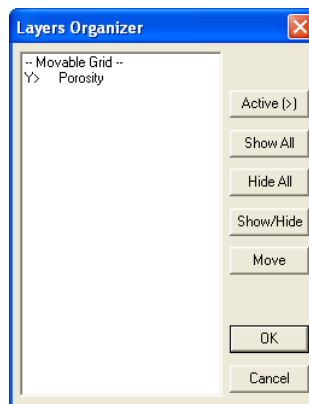 Layers Organizer
-- Movable Grid --
Y> Porosity
Active (>)
Show All
Hide All
Show/Hide
Move
OK
Cancel